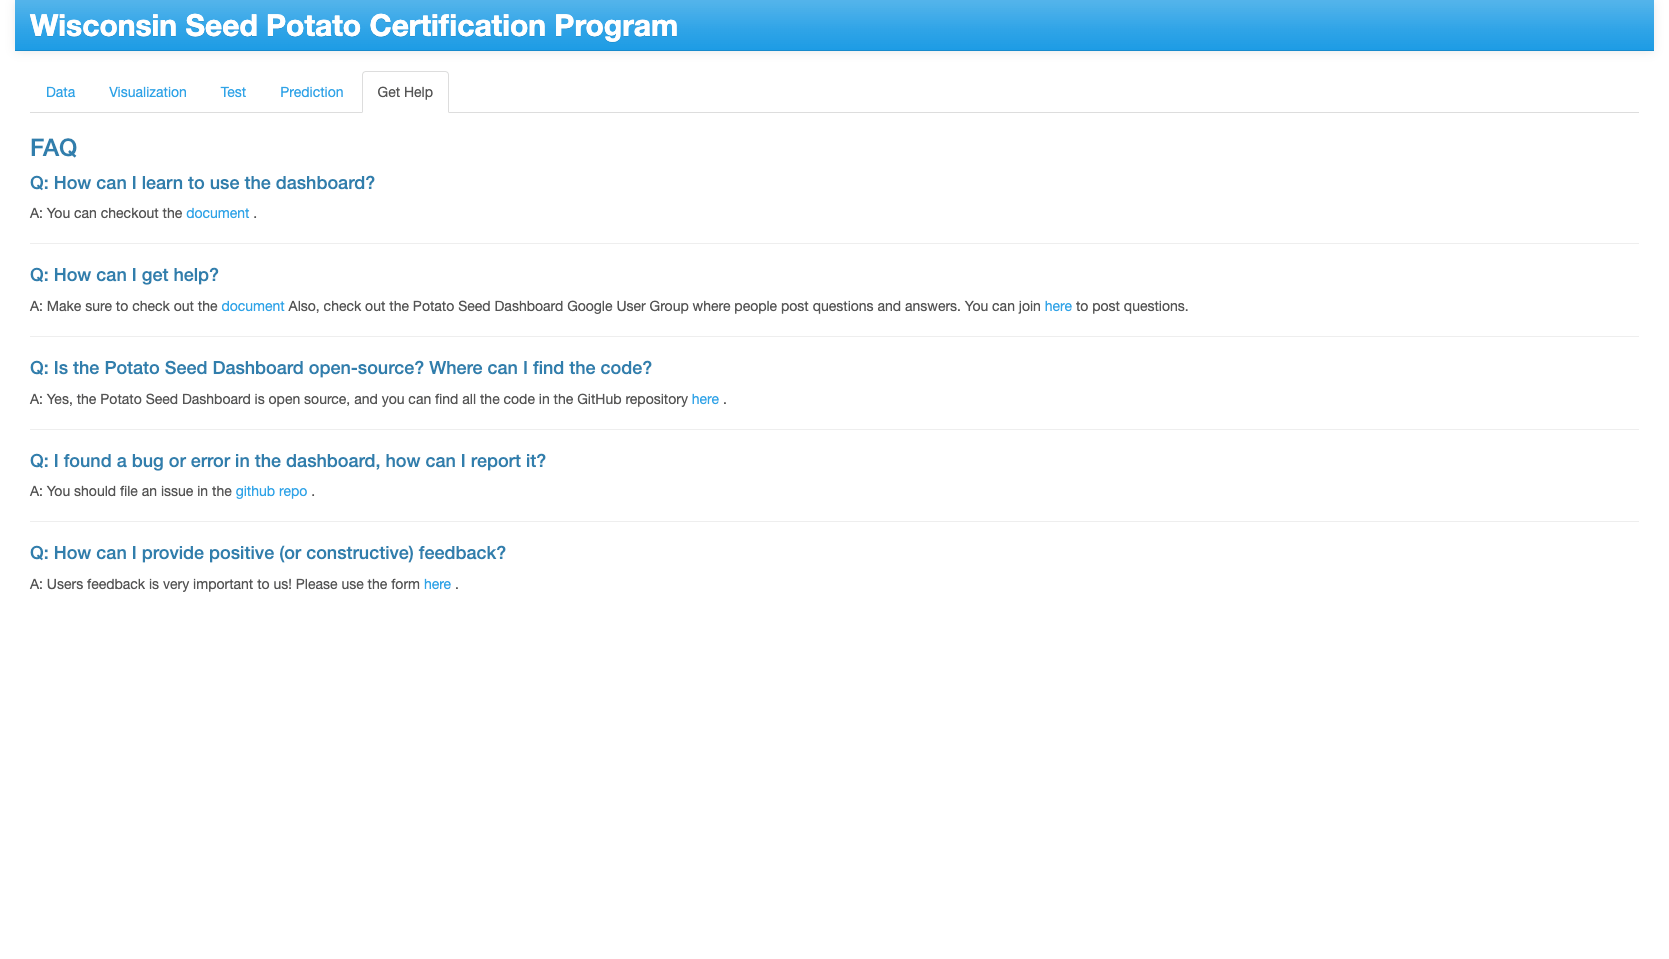 Wisconsin Seed Potato Certification Program
Data Visualization Test Prediction Get Help
FAQ
Q: How can I learn to use the dashboard?
A: You can checkout the document .
Q: How can I get help?
A: Make sure to check out the document Also, check out the Potato Seed Dashboard Google User Group where people post questions and answers. You can join here to post questions.
Q: Is the Potato Seed Dashboard open-source? Where can I find the code?
A: Yes, the Potato Seed Dashboard is open source, and you can find all the code in the GitHub repository here .
Q: I found a bug or error in the dashboard, how can I report it?
A: You should file an issue in the github repo .
Q: How can I provide positive (or constructive) feedback?
A: Users feedback is very important to us! Please use the form here .